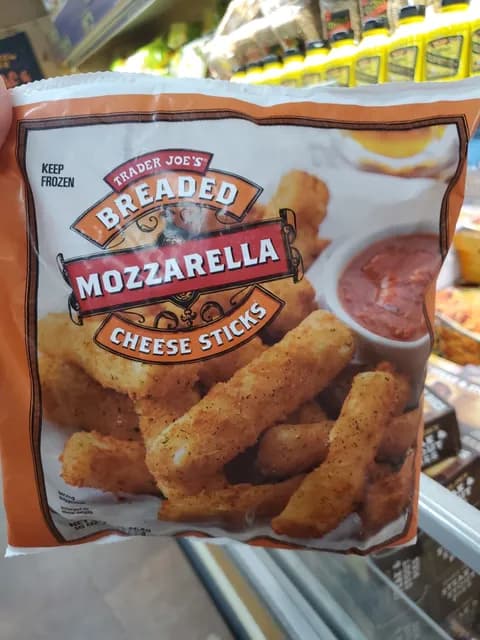 KEEP
FROZEN
TRADER JOE'S
BREADED
MOZZARELLA
CHEESE STICKS